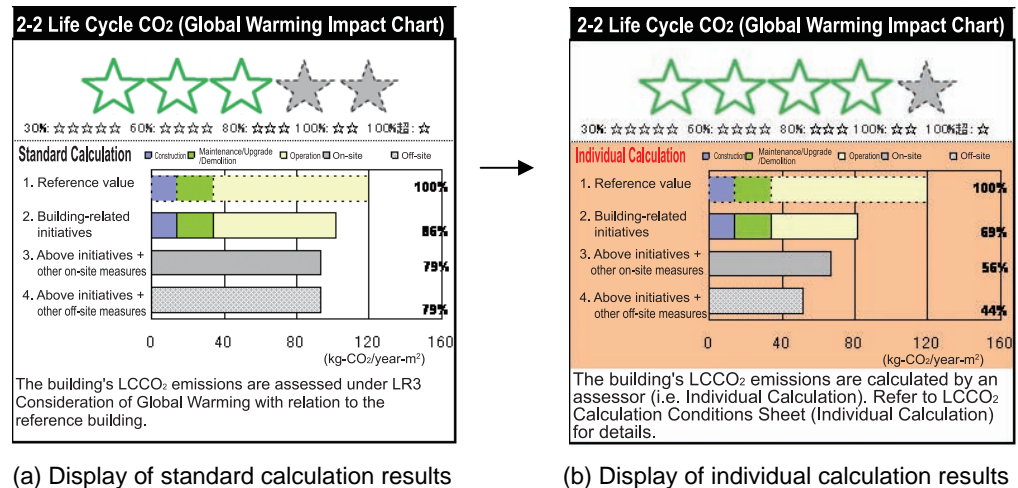 2-2 Life Cycle CO₂ (Global Warming Impact Chart)
30%: ☆☆☆☆☆ 60%: ☆☆☆☆ 80%: ☆☆☆ 100%: ☆☆ 100%超: ☆
Standard Calculation
Construction
Maintenance/Upgrade
/Demolition
Operation
On-site
Off-site
1. Reference value
100%
2. Building-related
initiatives
86%
3. Above initiatives +
other on-site measures
79%
4. Above initiatives +
other off-site measures
79%
0 40 80 120 160
(kg-CO₂/year-m²)
The building's LCCO₂ emissions are assessed under LR3
Consideration of Global Warming with relation to the
reference building.
(a) Display of standard calculation results
2-2 Life Cycle CO₂ (Global Warming Impact Chart)
30%: ☆☆☆☆☆ 60%: ☆☆☆☆ 80%: ☆☆☆ 100%: ☆☆ 100%超: ☆
Individual Calculation
Construction
Maintenance/Upgrade
/Demolition
Operation
On-site
Off-site
1. Reference value
100%
2. Building-related
initiatives
69%
3. Above initiatives +
other on-site measures
56%
4. Above initiatives +
other off-site measures
44%
0 40 80 120 160
(kg-CO₂/year-m²)
The building's LCCO₂ emissions are calculated by an
assessor (i.e. Individual Calculation). Refer to LCCO₂
Calculation Conditions Sheet (Individual Calculation)
for details.
(b) Display of individual calculation results